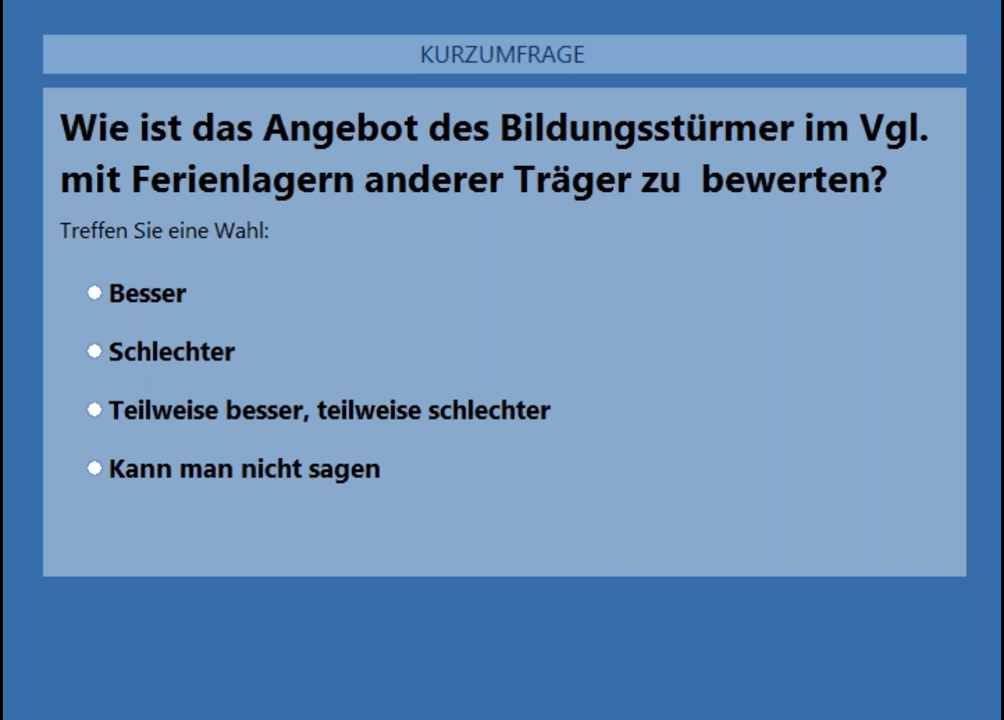 KURZUMFRAGE
Wie ist das Angebot des Bildungsstürmer im Vgl.
mit Ferienlagern anderer Träger zu  bewerten?
Treffen Sie eine Wahl:
Besser
Schlechter
Teilweise besser, teilweise schlechter
Kann man nicht sagen